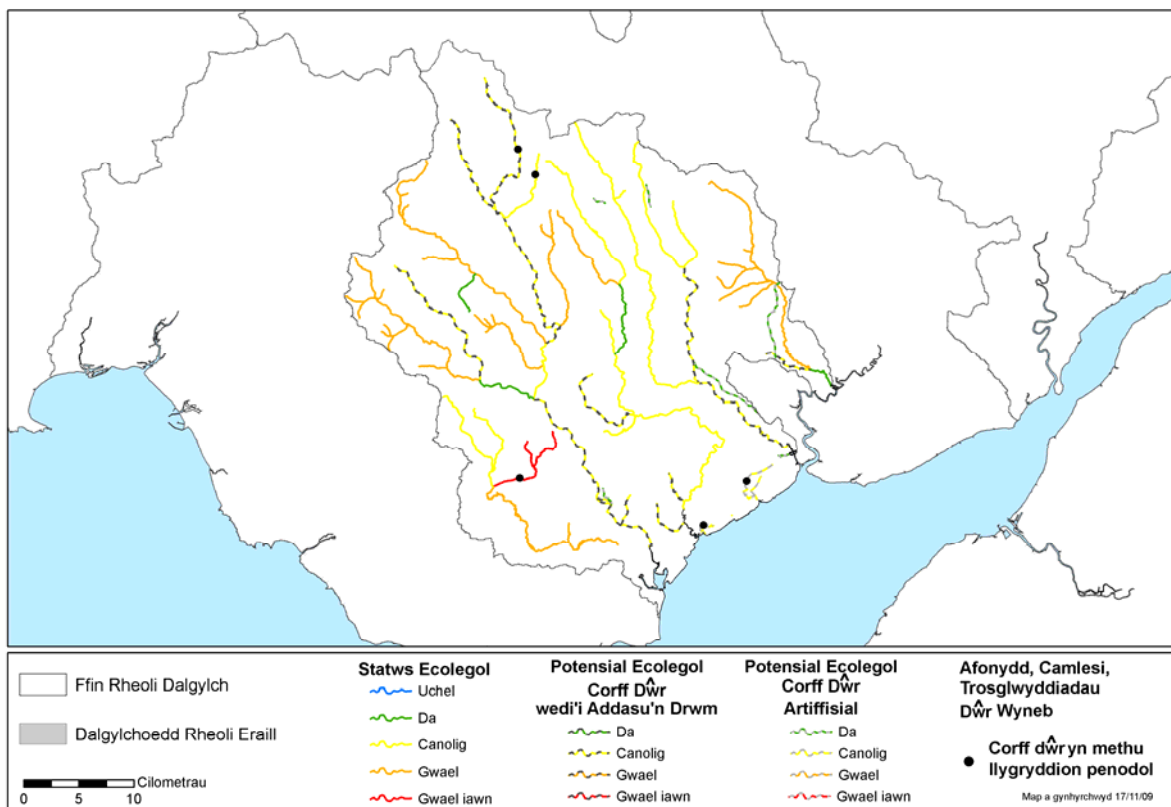 Ffin Rheoli Dalgylch
Dalgylchoedd Rheoli Eraill
Cilometrau
0 5 10
Statws Ecolegol
Uchel
Da
Canolig
Gwael
Gwael iawn
Potensial Ecolegol
Corff Dŵr
wedi'i Addasu'n Drwm
Da
Canolig
Gwael
Gwael iawn
Potensial Ecolegol
Corff Dŵr
Artiffisial
Da
Canolig
Gwael
Gwael iawn
Afonydd, Camlesi,
Trosglwyddiadau
Dŵr Wyneb
Corff dŵryn methu
llygryddion penodol
Map a gynhyrchwyd 17/11/09